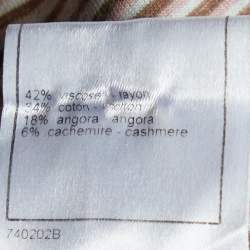 42% viscose - rayon
34% coton - cotton
18% angora - angora
6% cachemire - cashmere
740202B